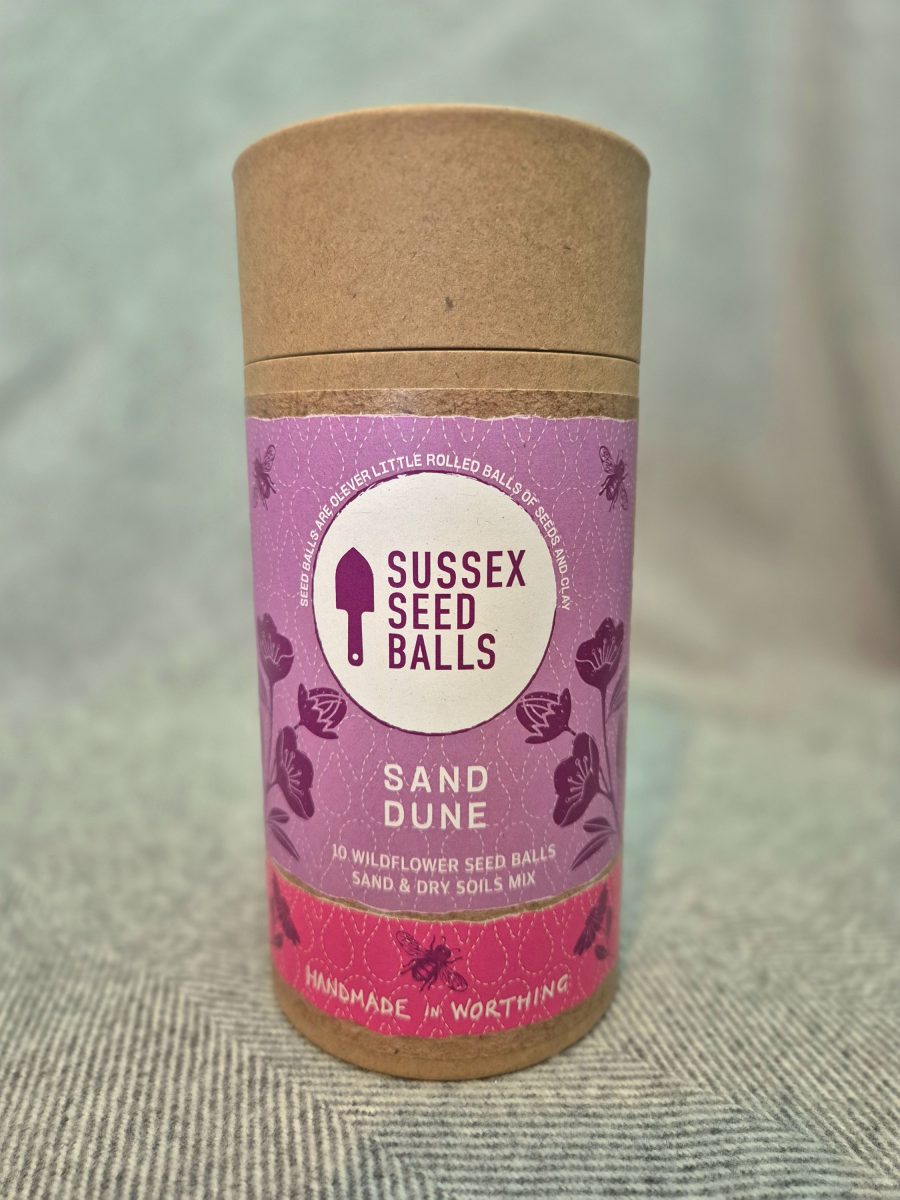 SEED BALLS ARE CLEVER LITTLE ROLLED BALLS OF SEEDS AND CLAY
SUSSEX
SEED
BALLS
SAND
DUNE
10 WILDFLOWER SEED BALLS
SAND & DRY SOILS MIX
HANDMADE IN WORTHING